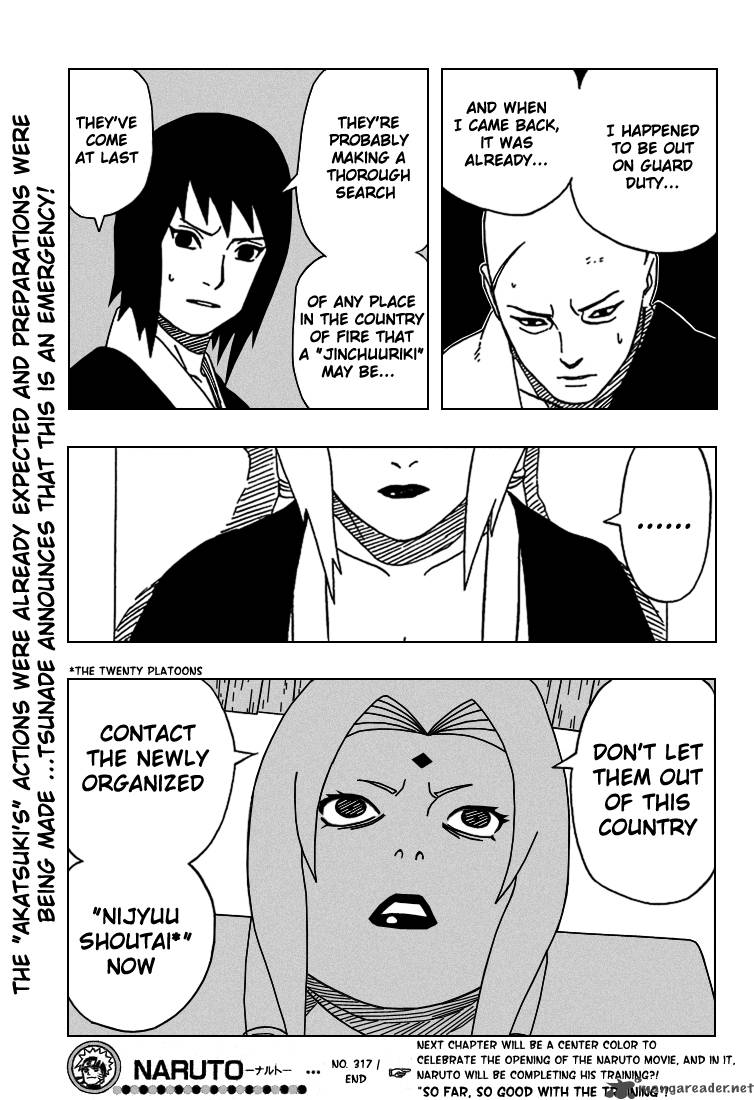 I HAPPENED
TO BE OUT
ON GUARD
DUTY...
AND WHEN
I CAME BACK,
IT WAS
ALREADY...
THEY'RE
PROBABLY
MAKING A
THOROUGH
SEARCH
OF ANY PLACE
IN THE COUNTRY
OF FIRE THAT
A "JINCHUURIKI"
MAY BE...
THEY'VE
COME
AT LAST
......
DON'T LET
THEM OUT
OF THIS
COUNTRY
CONTACT
THE NEWLY
ORGANIZED
"NIJYUU
SHOUTAI*"
NOW
*THE TWENTY PLATOONS
THE "AKATSUKI'S" ACTIONS WERE ALREADY EXPECTED AND PREPARATIONS WERE
BEING MADE ...TSUNADE ANNOUNCES THAT THIS IS AN EMERGENCY!
NARUTO —ナルト— ... NO. 317 /
END
NEXT CHAPTER WILL BE A CENTER COLOR TO
CELEBRATE THE OPENING OF THE NARUTO MOVIE, AND IN IT,
NARUTO WILL BE COMPLETING HIS TRAINING?!
"SO FAR, SO GOOD WITH THE TRAINING"!
mangareader.net